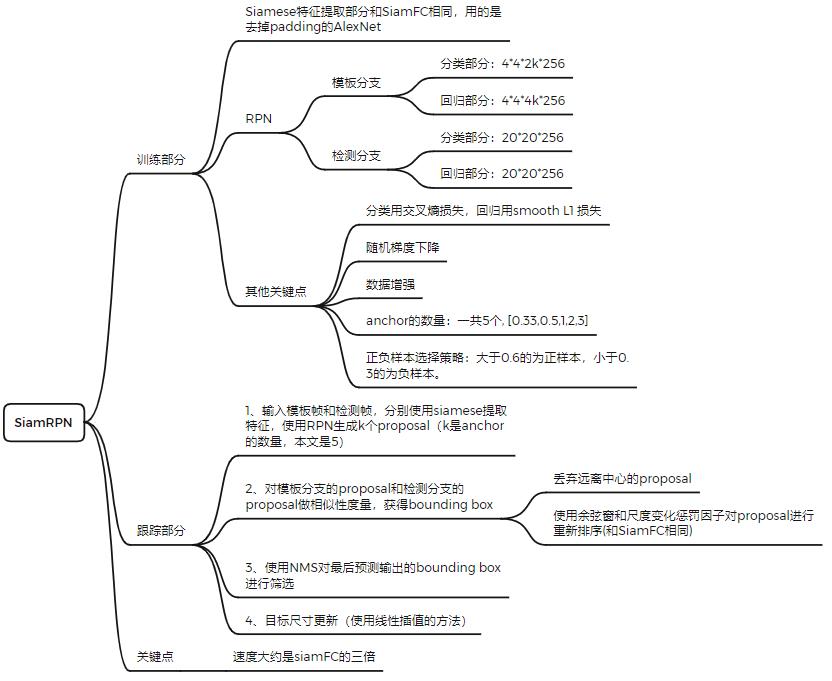 Siamese特征提取部分和SiamFC相同，用的是
去掉padding的AlexNet
分类部分：4*4*2k*256
模板分支
回归部分：4*4*4k*256
RPN
分类部分：20*20*256
检测分支
回归部分：20*20*256
训练部分
分类用交叉熵损失，回归用smooth L1 损失
随机梯度下降
数据增强
其他关键点
anchor的数量：一共5个, [0.33,0.5,1,2,3]
正负样本选择策略：大于0.6的为正样本，小于0.
3的为负样本。
SiamRPN
1、输入模板帧和检测帧，分别使用siamese提取
特征，使用RPN生成k个proposal（k是anchor
的数量，本文是5）
丢弃远离中心的proposal
2、对模板分支的proposal和检测分支的
proposal做相似性度量，获得bounding box
使用余弦窗和尺度变化惩罚因子对proposal进行
重新排序(和SiamFC相同)
跟踪部分
3、使用NMS对最后预测输出的bounding box
进行筛选
4、目标尺寸更新（使用线性插值的方法）
关键点
速度大约是siamFC的三倍